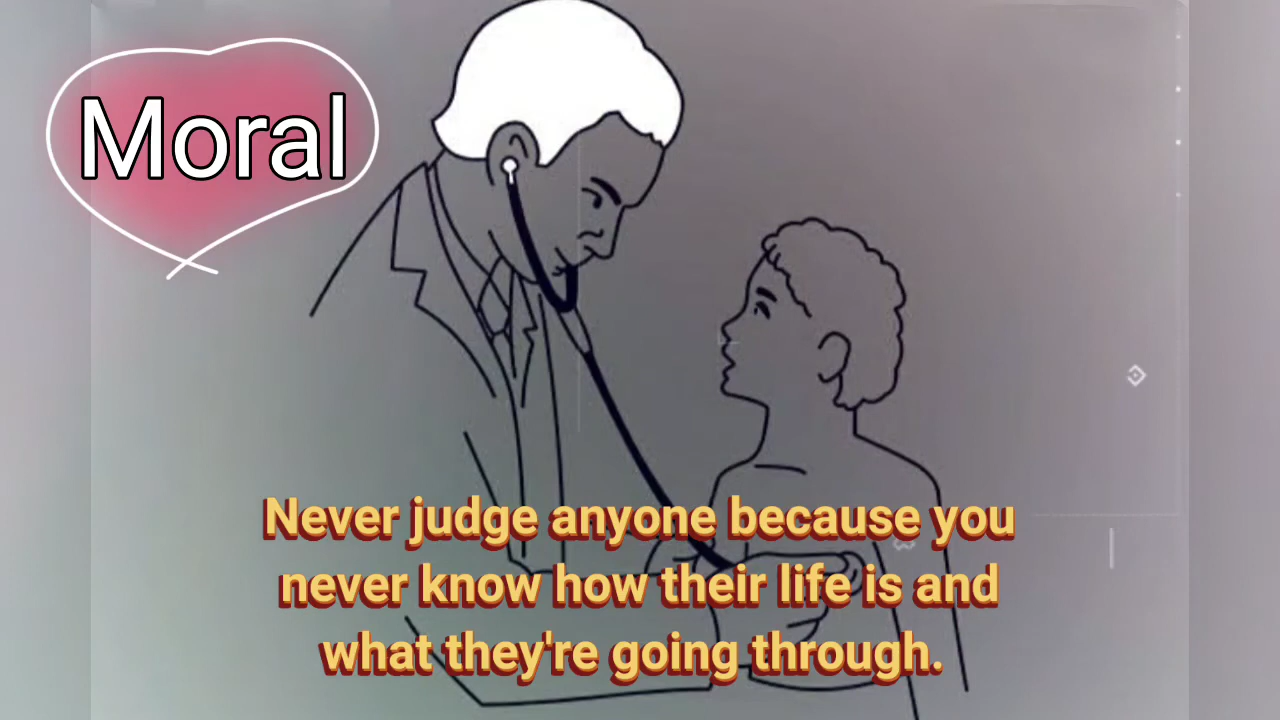 Moral
Never judge anyone because you
never know how their life is and
what they're going through.